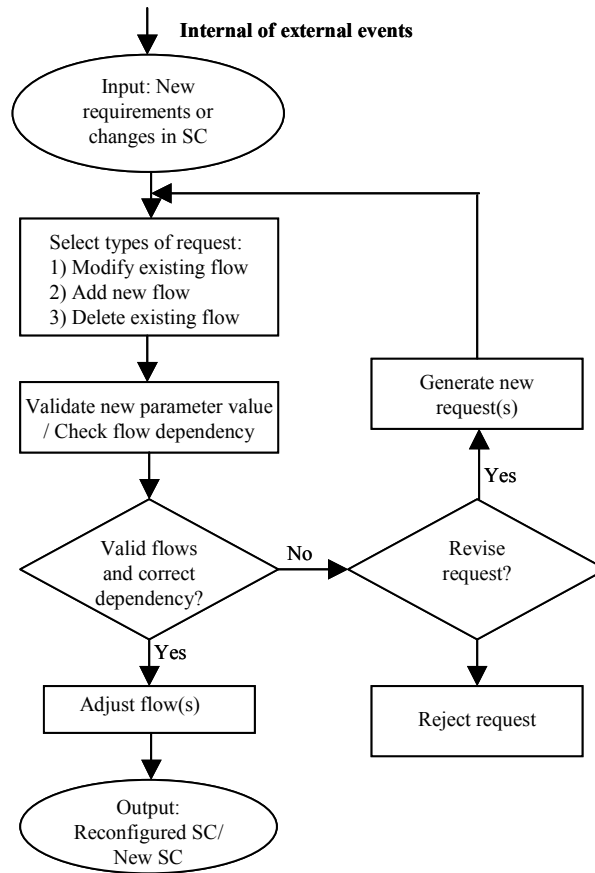 Internal of external events
Input: New
requirements or
changes in SC
Select types of request:
1) Modify existing flow
2) Add new flow
3) Delete existing flow
Validate new parameter value
/ Check flow dependency
Generate new
request(s)
Yes
Valid flows
and correct
dependency?
No
Revise
request?
Yes
Adjust flow(s)
Reject request
Output:
Reconfigured SC/
New SC